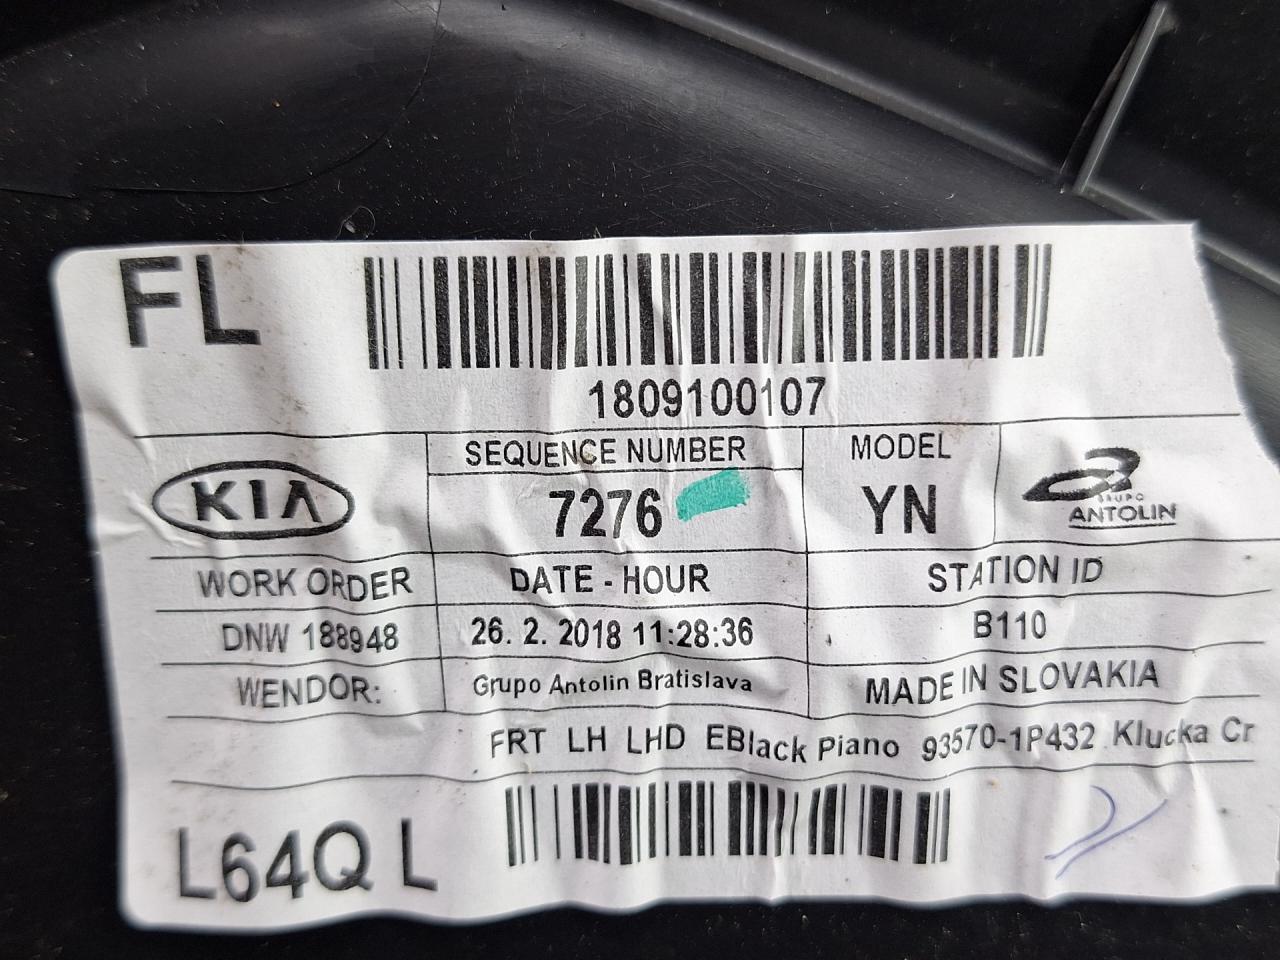 FL
1809100107
KIA
SEQUENCE NUMBER
7276
MODEL
YN
GRUPO
ANTOLIN
WORK ORDER
DATE - HOUR
STATION ID
DNW 188948
26. 2. 2018 11:28:36
B110
WENDOR:
Grupo Antolin Bratislava
MADE IN SLOVAKIA
FRT LH LHD EBlack Piano 93570-1P432 Klucka Cr
L64Q L